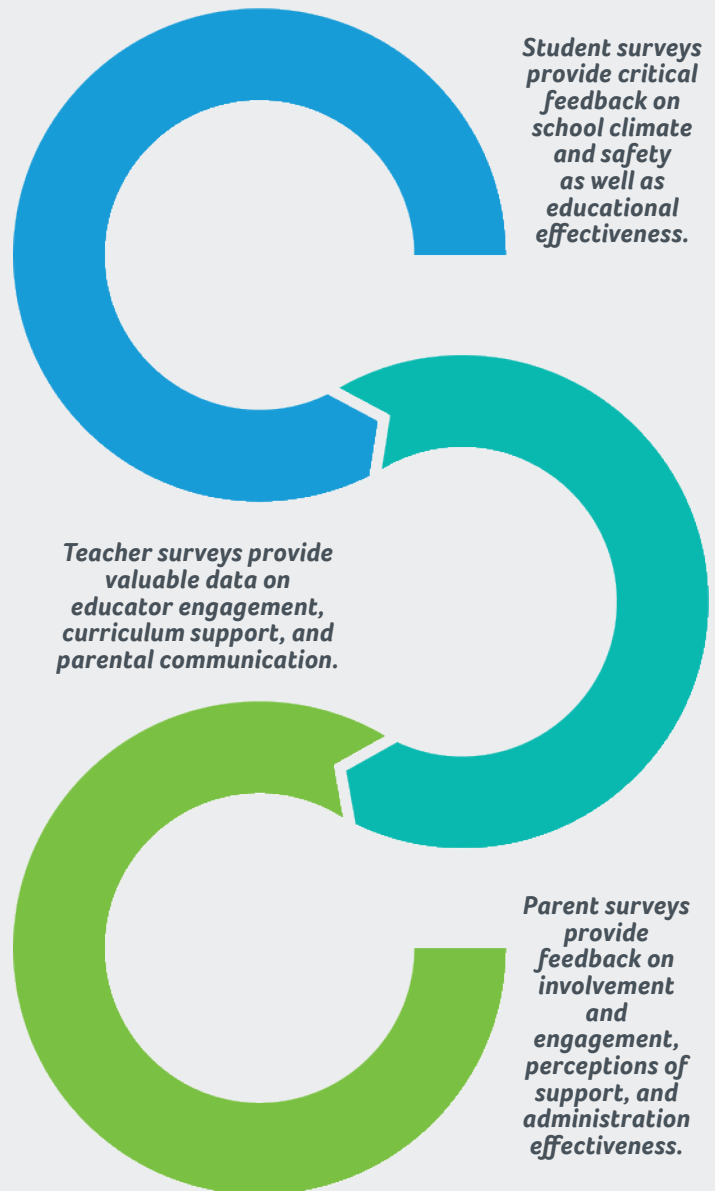 Student surveys
provide critical
feedback on
school climate
and safety
as well as
educational
effectiveness.
Teacher surveys provide
valuable data on
educator engagement,
curriculum support, and
parental communication.
Parent surveys
provide
feedback on
involvement
and
engagement,
perceptions of
support, and
administration
effectiveness.